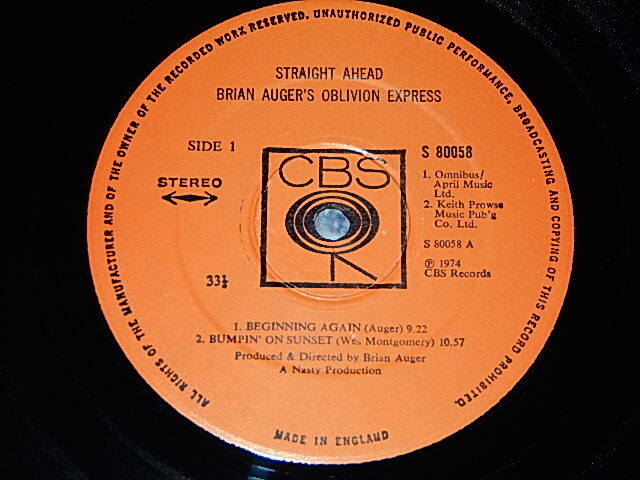 ALL RIGHTS OF THE MANUFACTURER AND OF THE OWNER OF THE RECORDED WORK RESERVED. UNAUTHORIZED PUBLIC PERFORMANCE, BROADCASTING AND COPYING OF THIS RECORD PROHIBITED.
STRAIGHT AHEAD
BRIAN AUGER'S OBLIVION EXPRESS
SIDE 1
STEREO
33⅓
CBS
S 80058
1. Omnibus/
April Music
Ltd.
2. Keith Prowse
Music Pub'g
Co. Ltd.
S 80058 A
℗ 1974
CBS Records
1. BEGINNING AGAIN (Auger) 9.22
2. BUMPIN' ON SUNSET (Wes Montgomery) 10.57
Produced & Directed by Brian Auger
A Nasty Production
MADE IN ENGLAND